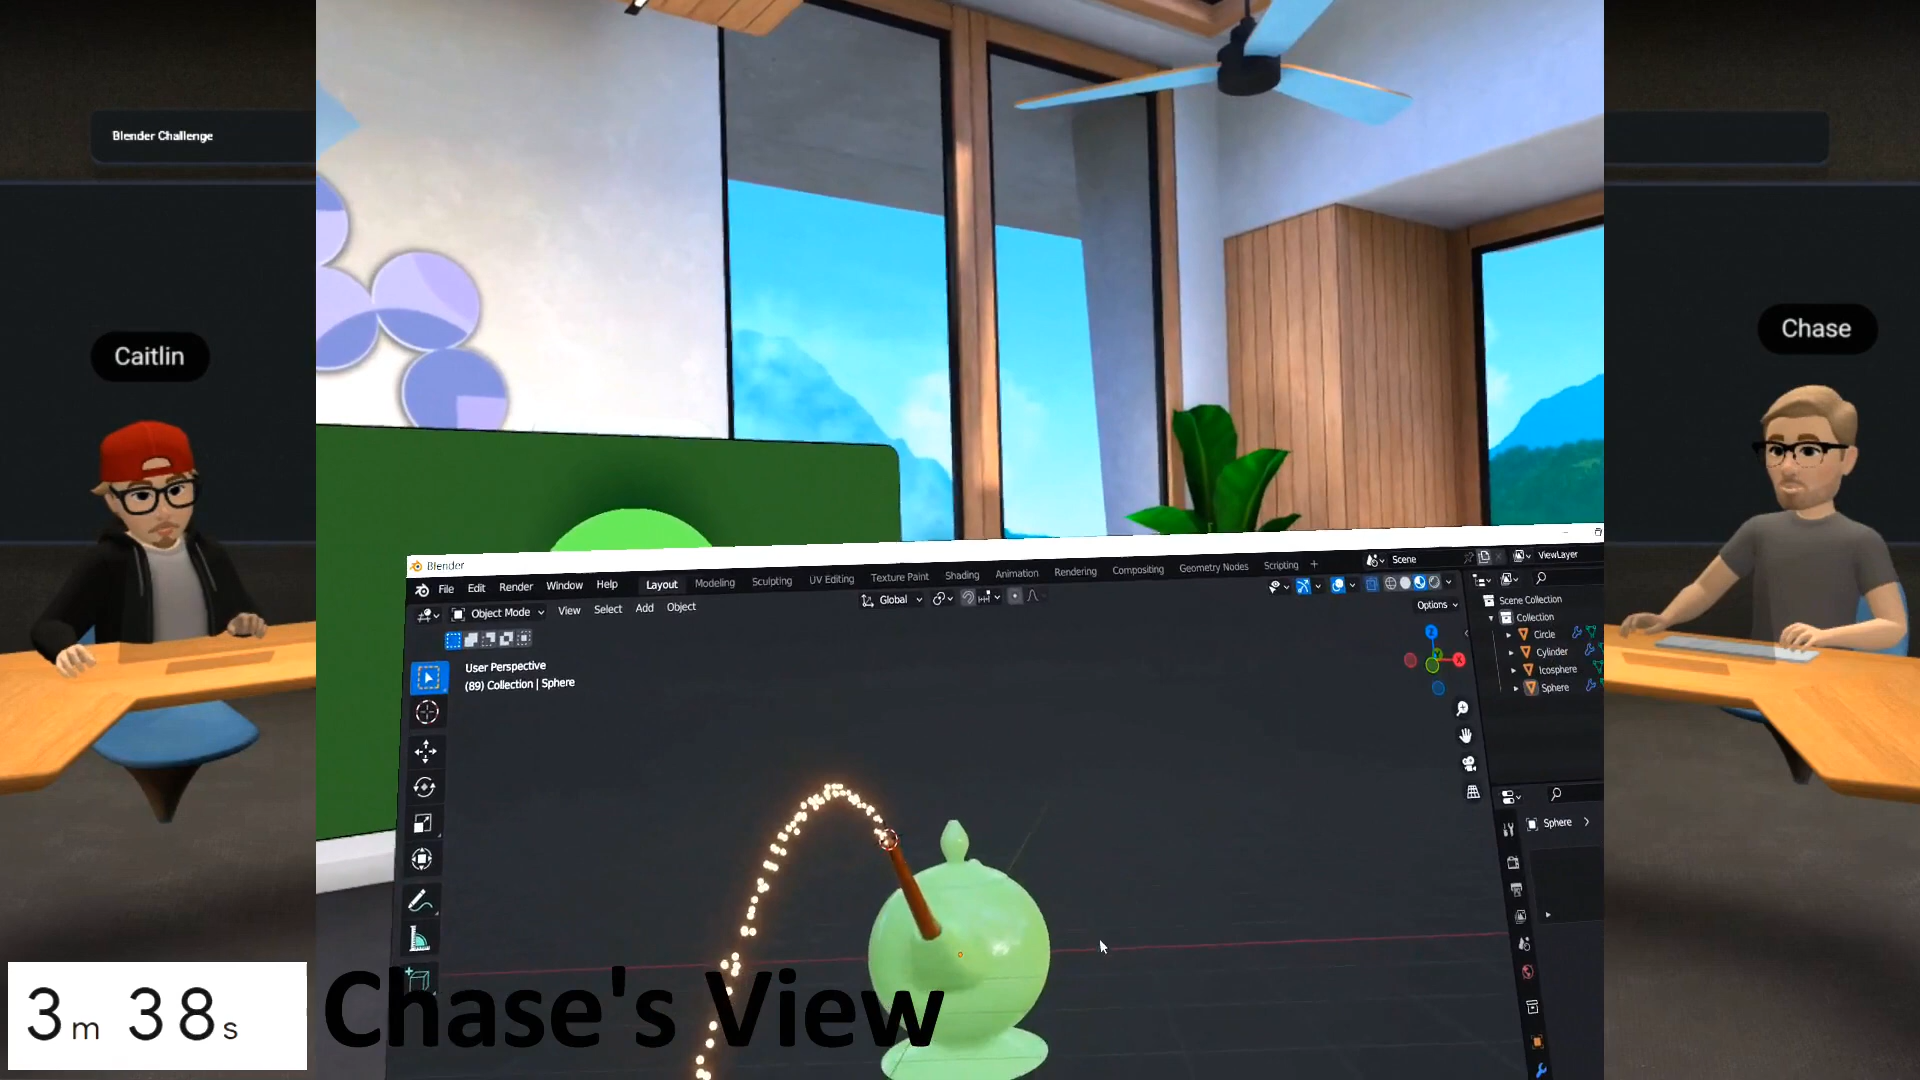 Blender Challenge
Caitlin
Chase
Blender
File Edit Render Window Help Layout Modeling Sculpting UV Editing Texture Paint Shading Animation Rendering Compositing Geometry Nodes Scripting +
Scene
ViewLayer
Object Mode View Select Add Object
Global
Options
User Perspective
(89) Collection | Sphere
Z
X
Scene Collection
Collection
Circle
Cylinder
Icosphere
Sphere
Sphere
3m 38s
Chase's View